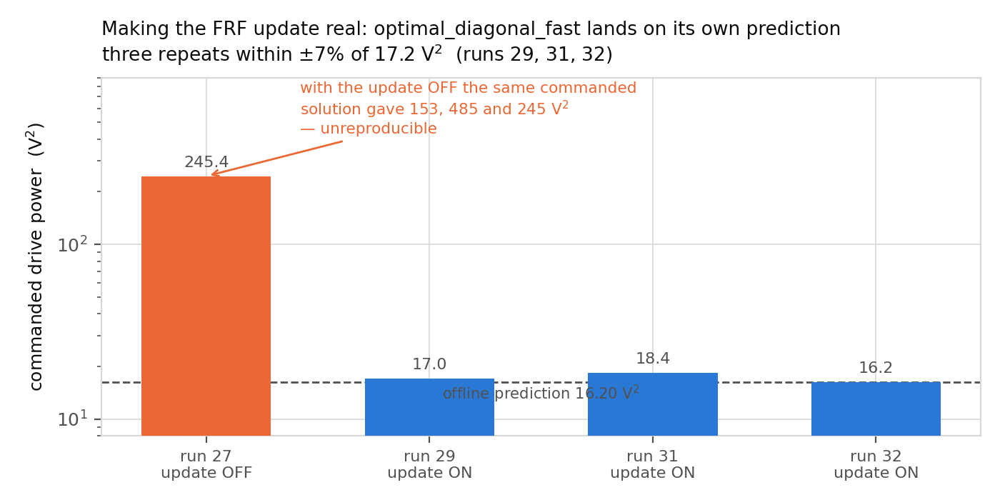 Making the FRF update real: optimal_diagonal_fast lands on its own prediction
three repeats within ±7% of 17.2 V² (runs 29, 31, 32)
with the update OFF the same commanded
solution gave 153, 485 and 245 V²
— unreproducible
commanded drive power (V²)
10²
10¹
245.4
17.0
18.4
16.2
offline prediction 16.20 V²
run 27
update OFF
run 29
update ON
run 31
update ON
run 32
update ON